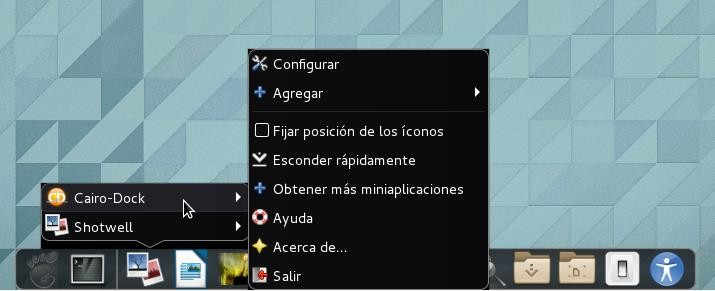 Cairo-Dock
Shotwell
Configurar
Agregar
Fijar posición de los íconos
Esconder rápidamente
Obtener más miniaplicaciones
Ayuda
Acerca de...
Salir